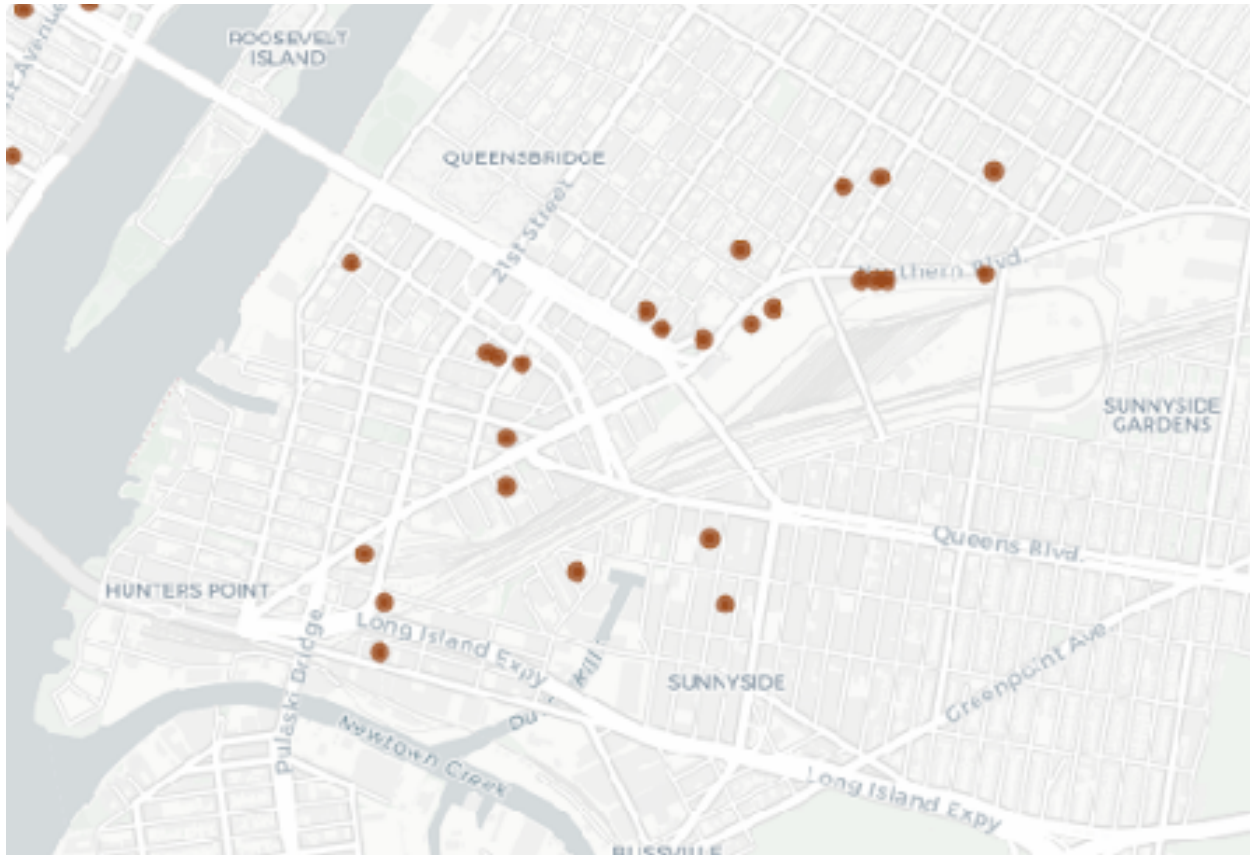 ROOSEVELT
ISLAND
QUEENSBRIDGE
21st Street
Northern Blvd.
SUNNYSIDE
GARDENS
Queens Blvd.
HUNTERS POINT
Long Island Expy
Pulaski Bridge
Kill
SUNNYSIDE
Greenpoint Ave.
Newtown Creek
Long Island Expy